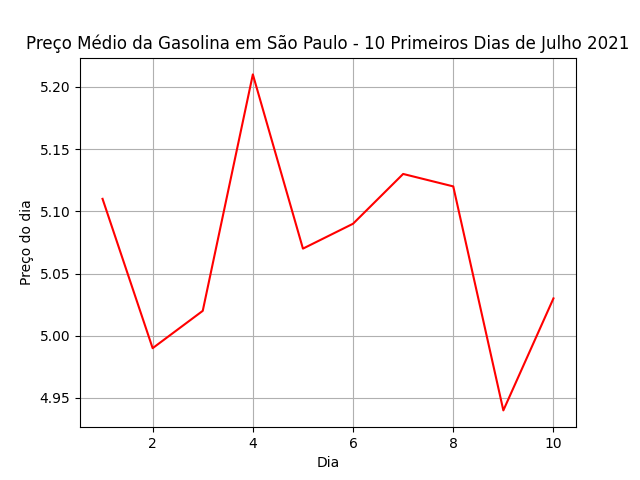 Preço Médio da Gasolina em São Paulo - 10 Primeiros Dias de Julho 2021
Preço do dia
5.20
5.15
5.10
5.05
5.00
4.95
2 4 6 8 10
Dia